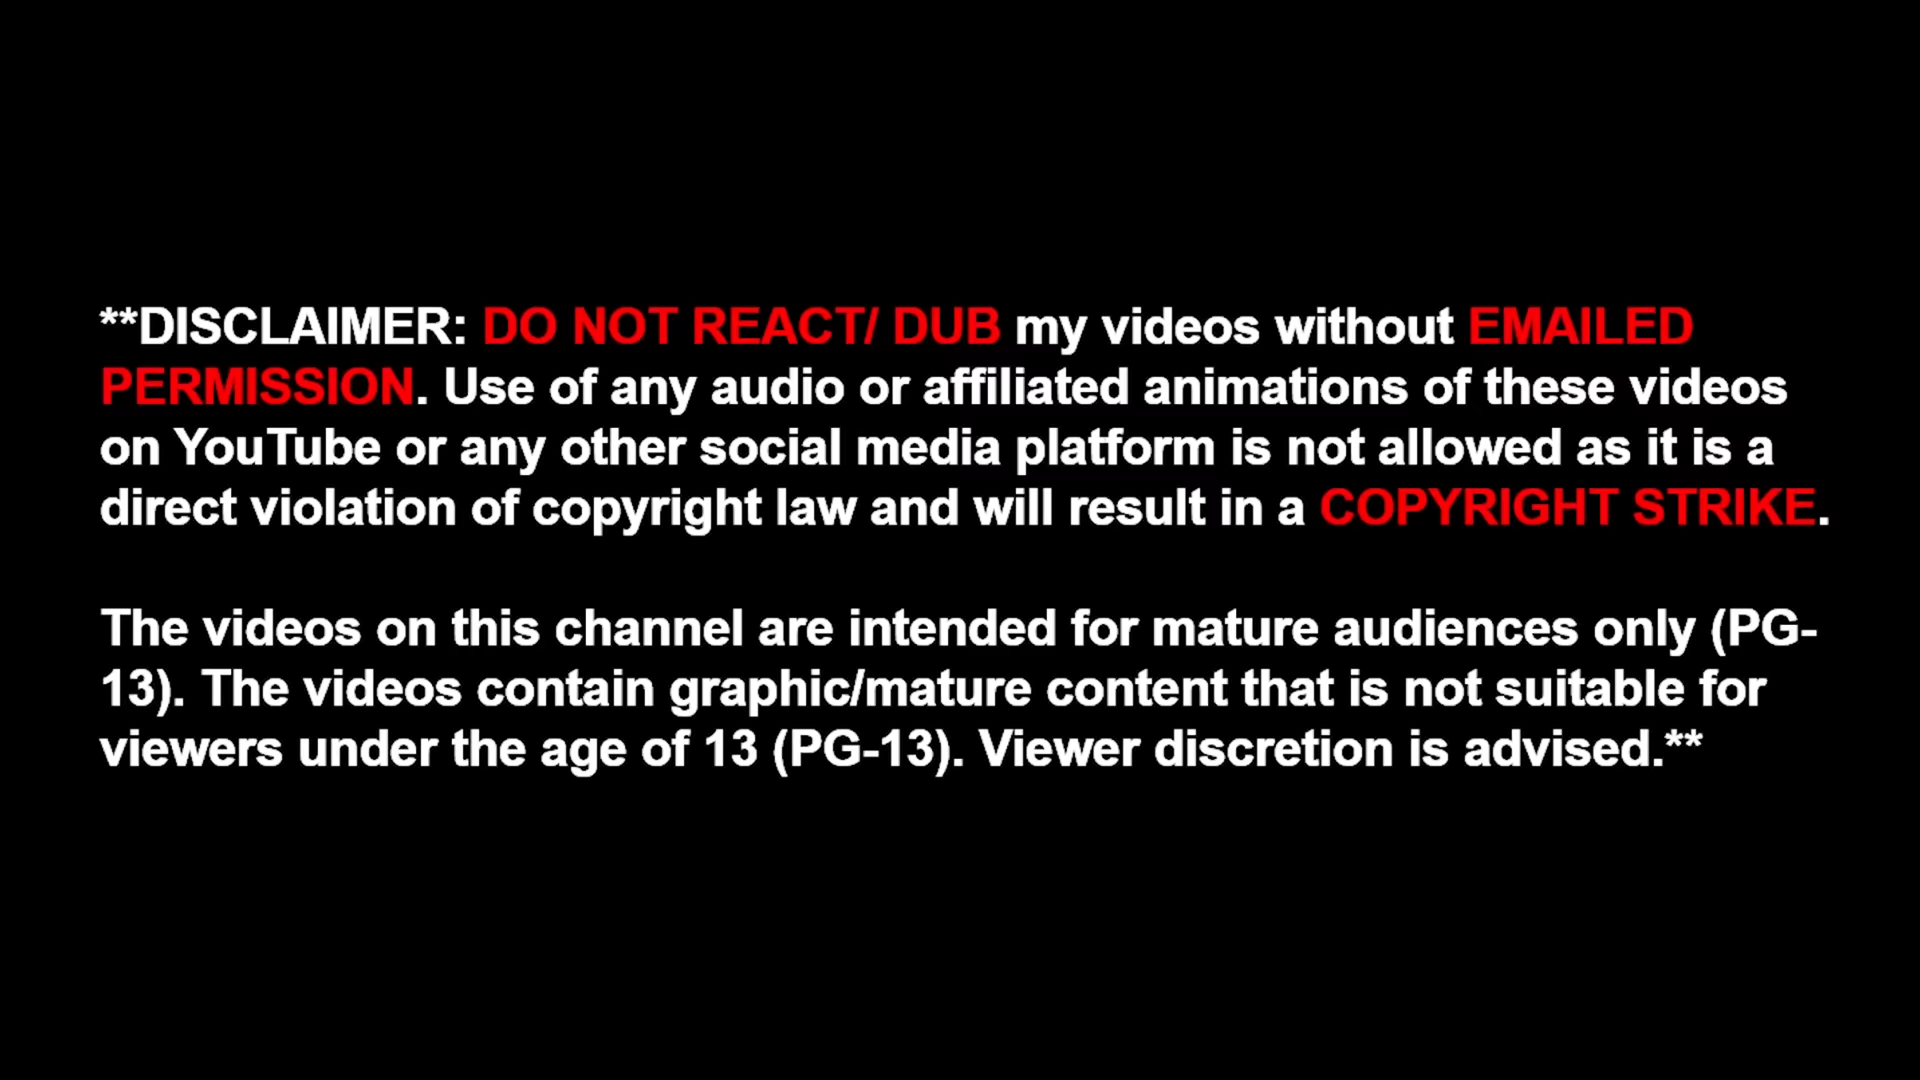 **DISCLAIMER: DO NOT REACT/ DUB my videos without EMAILED
PERMISSION. Use of any audio or affiliated animations of these videos
on YouTube or any other social media platform is not allowed as it is a
direct violation of copyright law and will result in a COPYRIGHT STRIKE.
The videos on this channel are intended for mature audiences only (PG-
13). The videos contain graphic/mature content that is not suitable for
viewers under the age of 13 (PG-13). Viewer discretion is advised.**